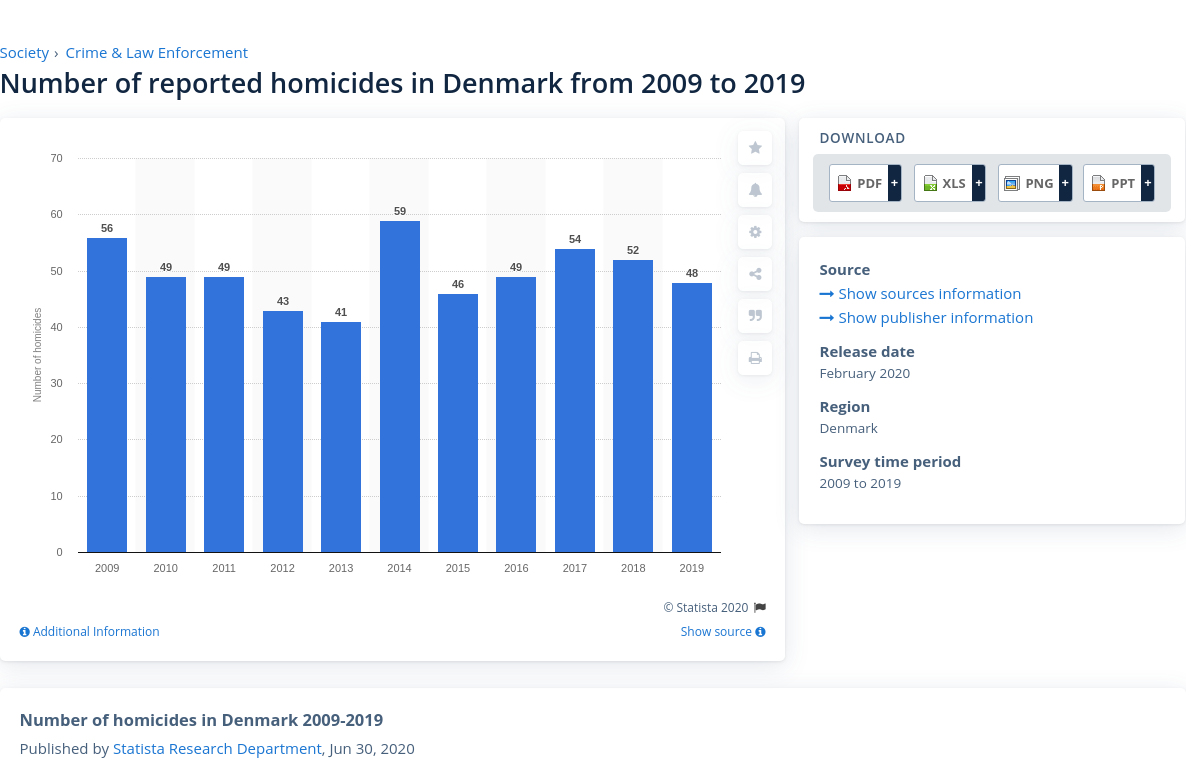 Society › Crime & Law Enforcement
Number of reported homicides in Denmark from 2009 to 2019
70
60
50
40
30
20
10
0
Number of homicides
56
49
49
43
41
59
46
49
54
52
48
2009 2010 2011 2012 2013 2014 2015 2016 2017 2018 2019
© Statista 2020
Additional Information
Show source
DOWNLOAD
PDF + XLS + PNG + PPT +
Source
Show sources information
Show publisher information
Release date
February 2020
Region
Denmark
Survey time period
2009 to 2019
Number of homicides in Denmark 2009-2019
Published by Statista Research Department, Jun 30, 2020